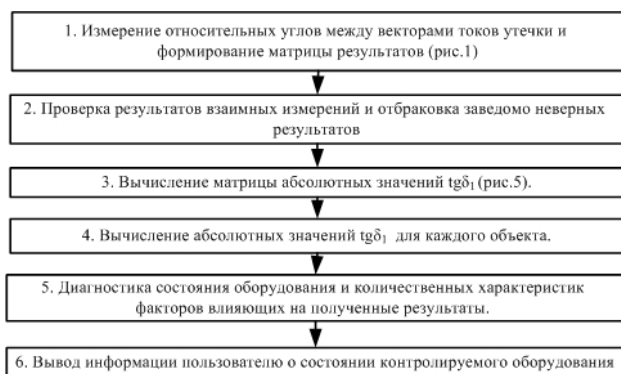 1. Измерение относительных углов между векторами токов утечки и
формирование матрицы результатов (рис.1)
2. Проверка результатов взаимных измерений и отбраковка заведомо неверных
результатов
3. Вычисление матрицы абсолютных значений tgδ₁ (рис.5).
4. Вычисление абсолютных значений tgδ₁ для каждого объекта.
5. Диагностика состояния оборудования и количественных характеристик
факторов влияющих на полученные результаты.
6. Вывод информации пользователю о состоянии контролируемого оборудования